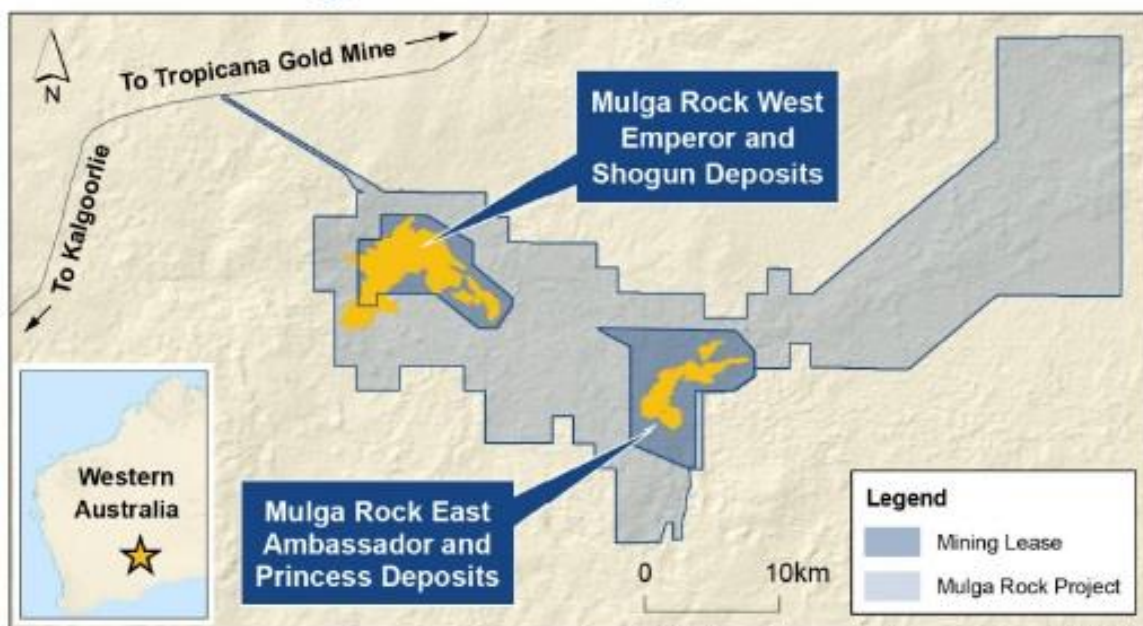 To Tropicana Gold Mine
N
To Kalgoorlie
Mulga Rock West
Emperor and
Shogun Deposits
Western
Australia
Mulga Rock East
Ambassador and
Princess Deposits
0 10km
Legend
Mining Lease
Mulga Rock Project